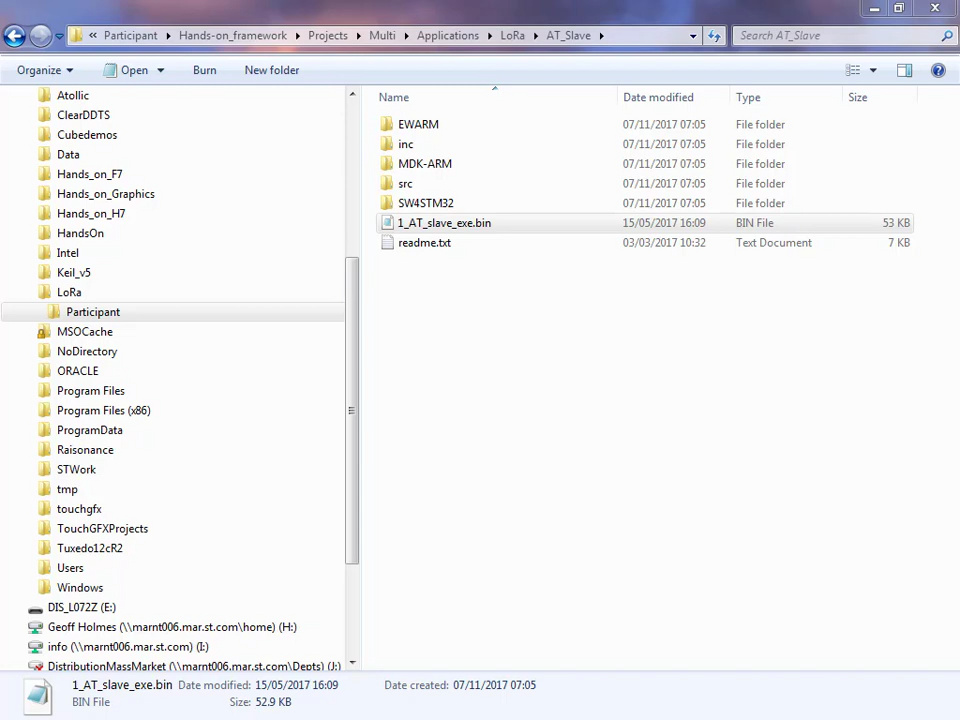 « Participant Hands-on_framework Projects Multi Applications LoRa AT_Slave
Search AT_Slave
Organize Open Burn New folder
Name Date modified Type Size
EWARM 07/11/2017 07:05 File folder
inc 07/11/2017 07:05 File folder
MDK-ARM 07/11/2017 07:05 File folder
src 07/11/2017 07:05 File folder
SW4STM32 07/11/2017 07:05 File folder
1_AT_slave_exe.bin 15/05/2017 16:09 BIN File 53 KB
readme.txt 03/03/2017 10:32 Text Document 7 KB
Atollic
ClearDDTS
Cubedemos
Data
Hands_on_F7
Hands_on_Graphics
Hands_on_H7
HandsOn
Intel
Keil_v5
LoRa
Participant
MSOCache
NoDirectory
ORACLE
Program Files
Program Files (x86)
ProgramData
Raisonance
STWork
tmp
touchgfx
TouchGFXProjects
Tuxedo12cR2
Users
Windows
DIS_L072Z (E:)
Geoff Holmes (\\marnt006.mar.st.com\home) (H:)
info (\\marnt006.mar.st.com) (I:)
DistributionMassMarket (\\marnt006.mar.st.com\Depts) (J:)
1_AT_slave_exe.bin Date modified: 15/05/2017 16:09 Date created: 07/11/2017 07:05
BIN File Size: 52.9 KB